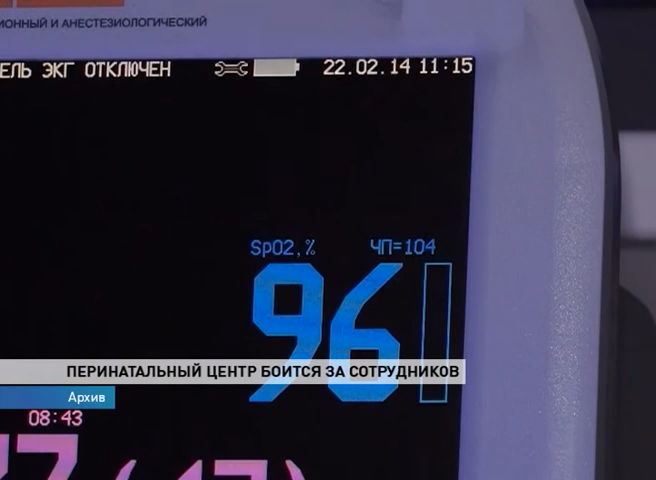 ИОННЫЙ И АНЕСТЕЗИОЛОГИЧЕСКИЙ
ЕЛЬ ЭКГ ОТКЛЮЧЕН 22.02.14 11:15
SpO2,% ЧП=104
96
ПЕРИНАТАЛЬНЫЙ ЦЕНТР БОИТСЯ ЗА СОТРУДНИКОВ
Архив
08:43